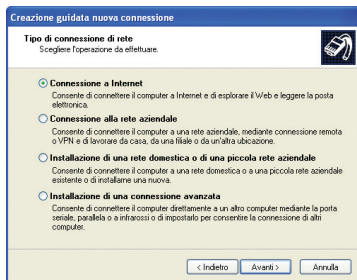 Creazione guidata nuova connessione
Tipo di connessione di rete
Scegliere l'operazione da effettuare.
Connessione a Internet
Consente di connettere il computer a Internet e di esplorare il Web e leggere la posta
elettronica.
Connessione alla rete aziendale
Consente di connettere il computer a una rete aziendale, mediante connessione remota
o VPN e di lavorare da casa, da una filiale o da un'altra ubicazione.
Installazione di una rete domestica o di una piccola rete aziendale
Consente di connettere il computer a una rete domestica o a una piccola rete aziendale
esistente o di installarne una nuova.
Installazione di una connessione avanzata
Consente di connettere il computer direttamente a un altro computer mediante la porta
seriale, parallela o a infrarossi o di impostarlo per consentire la connessione di altri
computer.
< Indietro
Avanti >
Annulla